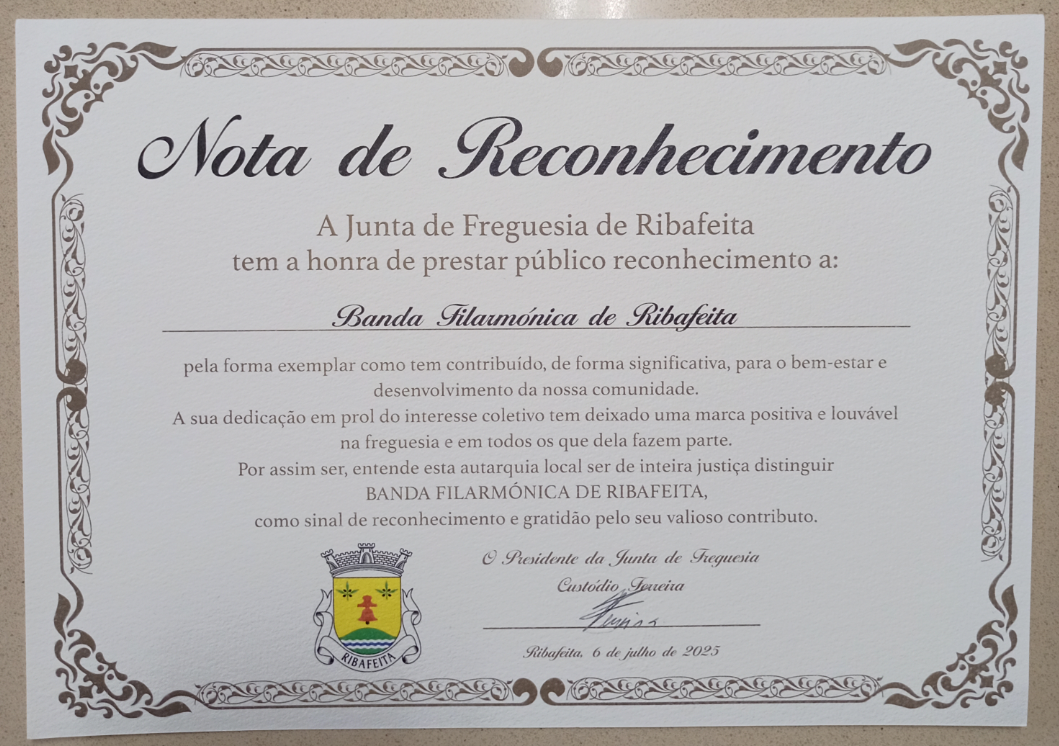 Nota de Reconhecimento
A Junta de Freguesia de Ribafeita
tem a honra de prestar público reconhecimento a:
Banda Filarmónica de Ribafeita
pela forma exemplar como tem contribuído, de forma significativa, para o bem-estar e
desenvolvimento da nossa comunidade.
A sua dedicação em prol do interesse coletivo tem deixado uma marca positiva e louvável
na freguesia e em todos os que dela fazem parte.
Por assim ser, entende esta autarquia local ser de inteira justiça distinguir
BANDA FILARMÓNICA DE RIBAFEITA,
como sinal de reconhecimento e gratidão pelo seu valioso contributo.
O Presidente da Junta de Freguesia
Custódio Ferreira
Ribafeita, 6 de julho de 2025
RIBAFEITA